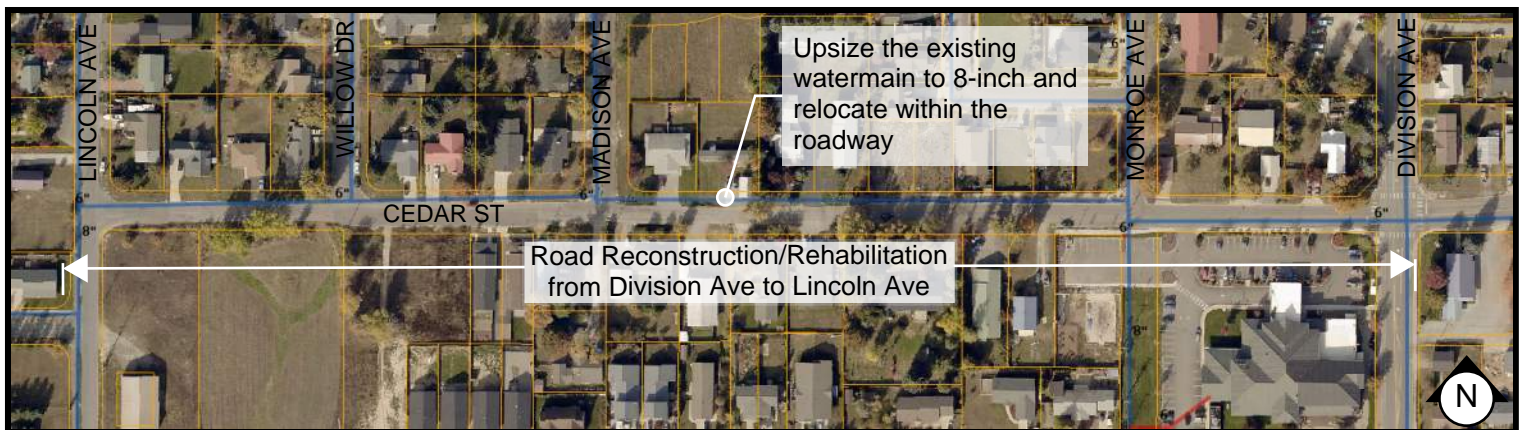 LINCOLN AVE
WILLOW DR
MADISON AVE
MONROE AVE
DIVISION AVE
Upsize the existing
watermain to 8-inch and
relocate within the
roadway
6"
6"
6"
6"
6"
CEDAR ST
8"
6"
6"
Road Reconstruction/Rehabilitation
from Division Ave to Lincoln Ave
8"
N